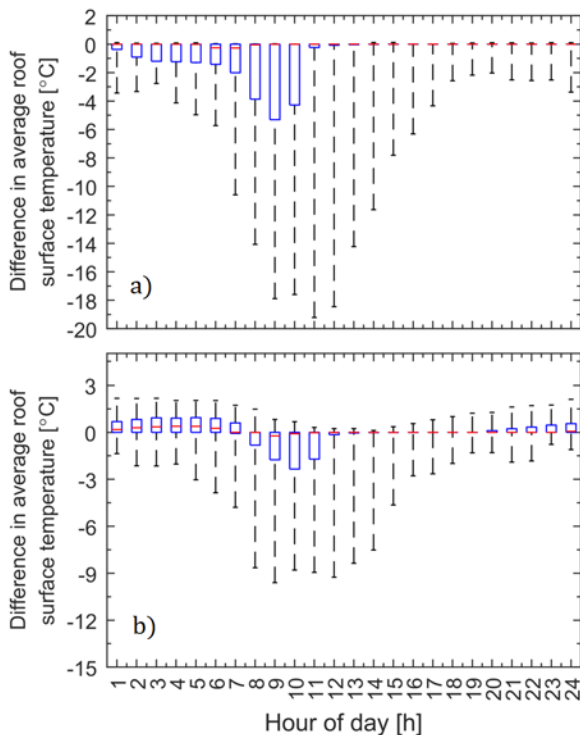 Difference in average roof
surface temperature [°C]
2
0
-2
-4
-6
-8
-10
-12
-14
-16
-18
-20
a)
Difference in average roof
surface temperature [°C]
3
0
-3
-6
-9
-12
-15
b)
1 2 3 4 5 6 7 8 9 10 11 12 13 14 15 16 17 18 19 20 21 22 23 24
Hour of day [h]